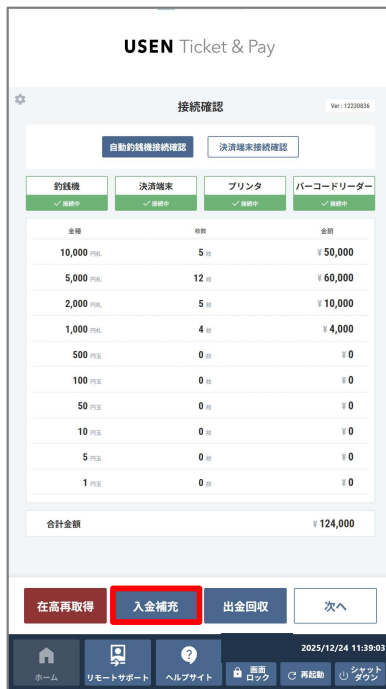 USEN Ticket & Pay
接続確認
Ver : 12230836
自動釣銭機接続確認 決済端末接続確認
釣銭機 決済端末 プリンタ バーコードリーダー
✓ 接続中 ✓ 接続中 ✓ 接続中 ✓ 接続中
金種 枚数 金額
10,000 円札 5 枚 ¥ 50,000
5,000 円札 12 枚 ¥ 60,000
2,000 円札 5 枚 ¥ 10,000
1,000 円札 4 枚 ¥ 4,000
500 円玉 0 枚 ¥ 0
100 円玉 0 枚 ¥ 0
50 円玉 0 枚 ¥ 0
10 円玉 0 枚 ¥ 0
5 円玉 0 枚 ¥ 0
1 円玉 0 枚 ¥ 0
合計金額 ¥ 124,000
在高再取得 入金補充 出金回収 次へ
2025/12/24 11:39:03
ホーム リモートサポート ヘルプサイト 画面ロック 再起動 シャットダウン